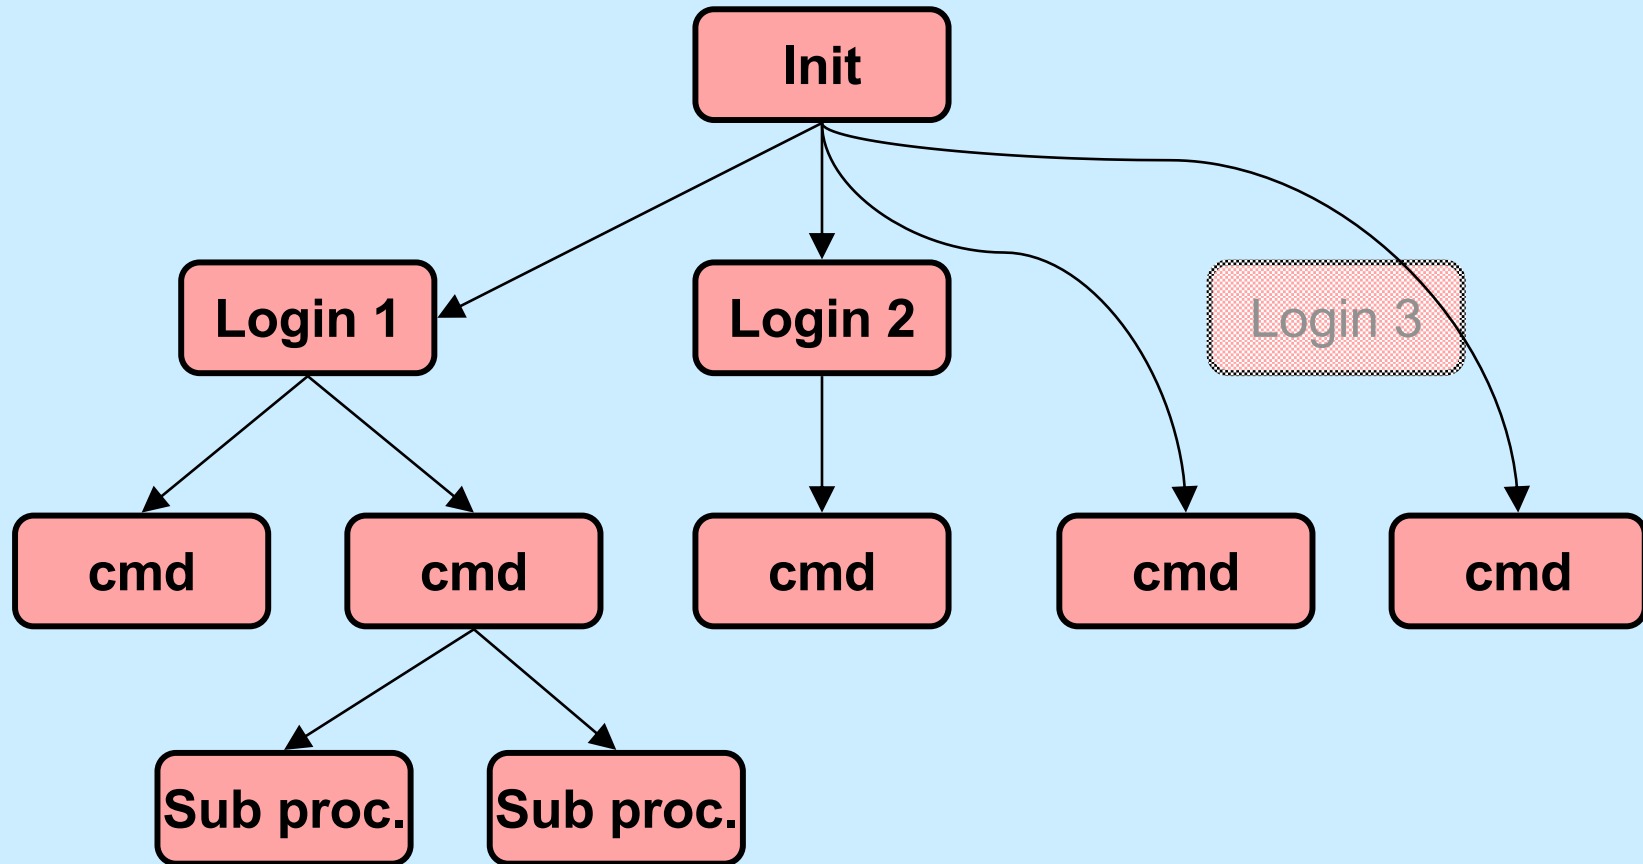 Init
Login 1
Login 2
Login 3
cmd
cmd
cmd
cmd
cmd
Sub proc.
Sub proc.